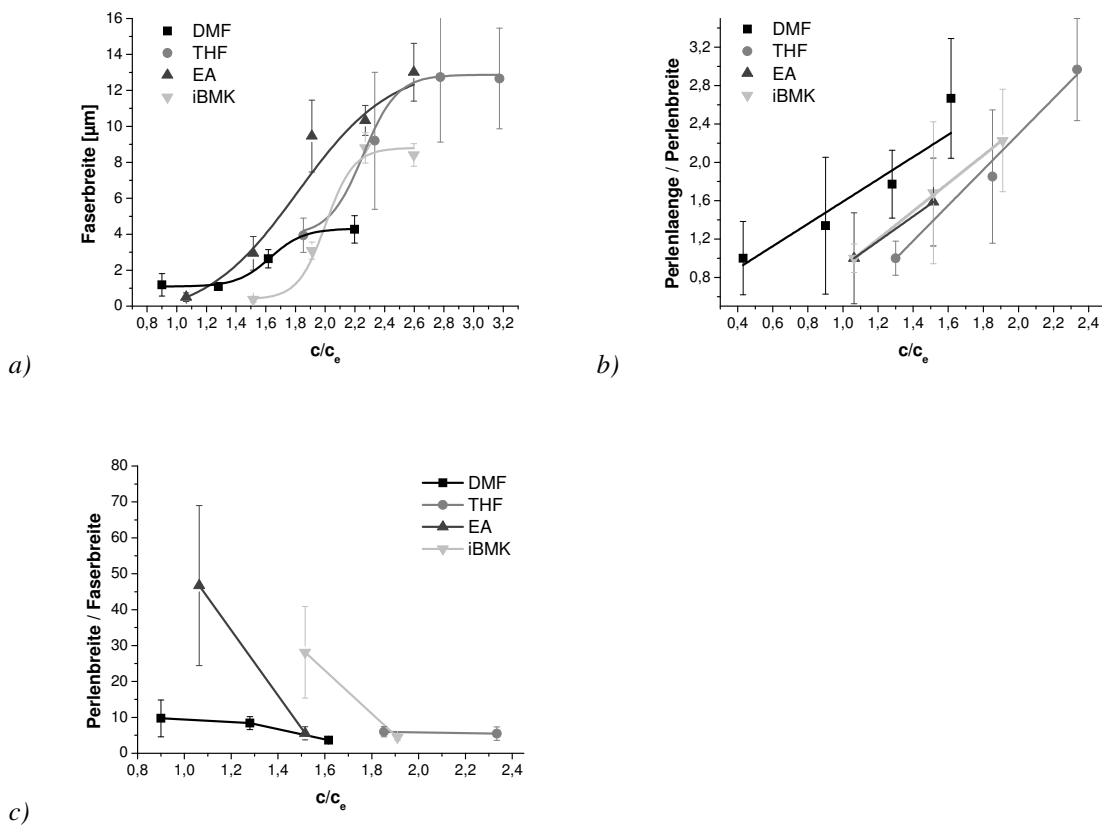 16
14
12
10
8
6
4
2
0
Faserbreite [µm]
DMF
THF
EA
iBMK
0,8 1,0 1,2 1,4 1,6 1,8 2,0 2,2 2,4 2,6 2,8 3,0 3,2
c/ce
a)
3,2
2,8
2,4
2,0
1,6
1,2
0,8
Perlenlaenge / Perlenbreite
DMF
THF
EA
iBMK
0,4 0,6 0,8 1,0 1,2 1,4 1,6 1,8 2,0 2,2 2,4
c/ce
b)
80
70
60
50
40
30
20
10
0
Perlenbreite / Faserbreite
DMF
THF
EA
iBMK
0,8 1,0 1,2 1,4 1,6 1,8 2,0 2,2 2,4
c/ce
c)